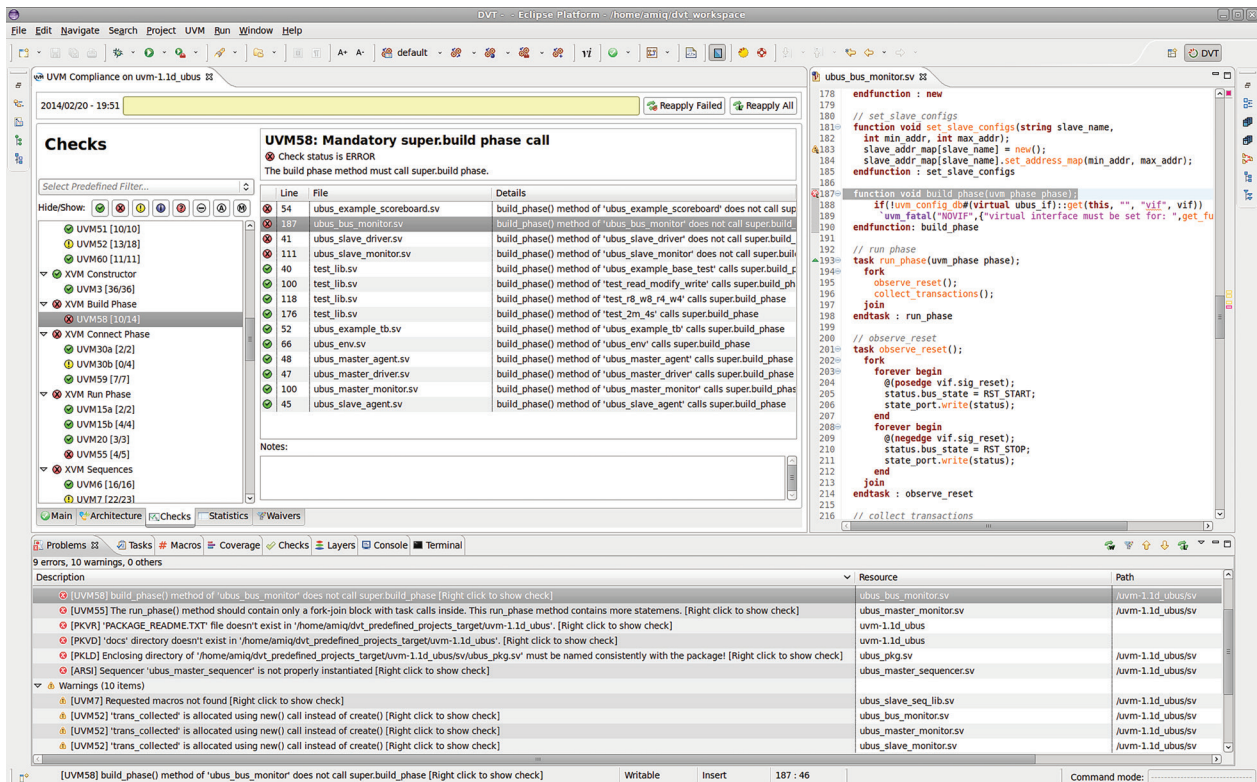 DVT - - Eclipse Platform - /home/amiq/dvt_workspace
File Edit Navigate Search Project UVM Run Window Help
A+ A- default vi DVT
UVM Compliance on uvm-1.1d_ubus
2014/02/20 - 19:51 Reapply Failed Reapply All
Checks
Select Predefined Filter...
Hide/Show: A M
UVM51 [10/10]
UVM52 [13/18]
UVM60 [11/11]
XVM Constructor
UVM3 [36/36]
XVM Build Phase
UVM58 [10/14]
XVM Connect Phase
UVM30a [2/2]
UVM30b [0/4]
UVM59 [7/7]
XVM Run Phase
UVM15a [2/2]
UVM15b [4/4]
UVM20 [3/3]
UVM55 [4/5]
XVM Sequences
UVM6 [16/16]
UVM7 [22/23]
UVM58: Mandatory super.build phase call
Check status is ERROR
The build phase method must call super.build_phase.
Line File Details
54 ubus_example_scoreboard.sv build_phase() method of 'ubus_example_scoreboard' does not call sup
187 ubus_bus_monitor.sv build_phase() method of 'ubus_bus_monitor' does not call super.build
41 ubus_slave_driver.sv build_phase() method of 'ubus_slave_driver' does not call super.build_
111 ubus_slave_monitor.sv build_phase() method of 'ubus_slave_monitor' does not call super.buil
40 test_lib.sv build_phase() method of 'ubus_example_base_test' calls super.build_p
100 test_lib.sv build_phase() method of 'test_read_modify_write' calls super.build_ph
118 test_lib.sv build_phase() method of 'test_r8_w8_r4_w4' calls super.build_phase
176 test_lib.sv build_phase() method of 'test_2m_4s' calls super.build_phase
52 ubus_example_tb.sv build_phase() method of 'ubus_example_tb' calls super.build_phase
66 ubus_env.sv build_phase() method of 'ubus_env' calls super.build_phase
48 ubus_master_agent.sv build_phase() method of 'ubus_master_agent' calls super.build_phase
47 ubus_master_driver.sv build_phase() method of 'ubus_master_driver' calls super.build_phase
100 ubus_master_monitor.sv build_phase() method of 'ubus_master_monitor' calls super.build_phas
45 ubus_slave_agent.sv build_phase() method of 'ubus_slave_agent' calls super.build_phase
Notes:
Main Architecture Checks Statistics Waivers
ubus_bus_monitor.sv
178 endfunction : new
179
180 // set_slave_configs
181 function void set_slave_configs(string slave_name,
182 int min_addr, int max_addr);
183 slave_addr_map[slave_name] = new();
184 slave_addr_map[slave_name].set_address_map(min_addr, max_addr);
185 endfunction : set_slave_configs
186
187 function void build_phase(uvm_phase phase);
188 if(!uvm_config_db#(virtual ubus_if)::get(this, "", "vif", vif))
189 `uvm_fatal("NOVIF",{"virtual interface must be set for: ",get_fu
190 endfunction: build_phase
191
192 // run phase
193 task run_phase(uvm_phase phase);
194 fork
195 observe_reset();
196 collect_transactions();
197 join
198 endtask : run_phase
199
200 // observe_reset
201 task observe_reset();
202 fork
203 forever begin
204 @(posedge vif.sig_reset);
205 status.bus_state = RST_START;
206 state_port.write(status);
207 end
208 forever begin
209 @(negedge vif.sig_reset);
210 status.bus_state = RST_STOP;
211 state_port.write(status);
212 end
213 join
214 endtask : observe_reset
215
216 // collect_transactions
Problems Tasks # Macros Coverage Checks Layers Console Terminal
9 errors, 10 warnings, 0 others
Description Resource Path
[UVM58] build_phase() method of 'ubus_bus_monitor' does not call super.build_phase [Right click to show check] ubus_bus_monitor.sv /uvm-1.1d_ubus/sv
[UVM55] The run_phase() method should contain only a fork-join block with task calls inside. This run_phase method contains more statemens. [Right click to show check] ubus_master_monitor.sv /uvm-1.1d_ubus/sv
[PKVR] 'PACKAGE_README.TXT' file doesn't exist in '/home/amiq/dvt_predefined_projects_target/uvm-1.1d_ubus'. [Right click to show check] uvm-1.1d_ubus
[PKVD] 'docs' directory doesn't exist in '/home/amiq/dvt_predefined_projects_target/uvm-1.1d_ubus'. [Right click to show check] uvm-1.1d_ubus
[PKLD] Enclosing directory of '/home/amiq/dvt_predefined_projects_target/uvm-1.1d_ubus/sv/ubus_pkg.sv' must be named consistently with the package! [Right click to show check] ubus_pkg.sv /uvm-1.1d_ubus/sv
[ARSI] Sequencer 'ubus_master_sequencer' is not properly instantiated [Right click to show check] ubus_master_sequencer.sv /uvm-1.1d_ubus/sv
Warnings (10 items)
[UVM7] Requested macros not found [Right click to show check] ubus_slave_seq_lib.sv /uvm-1.1d_ubus/sv
[UVM52] 'trans_collected' is allocated using new() call instead of create() [Right click to show check] ubus_bus_monitor.sv /uvm-1.1d_ubus/sv
[UVM52] 'trans_collected' is allocated using new() call instead of create() [Right click to show check] ubus_master_monitor.sv /uvm-1.1d_ubus/sv
[UVM52] 'trans_collected' is allocated using new() call instead of create() [Right click to show check] ubus_slave_monitor.sv /uvm-1.1d_ubus/sv
[UVM58] build_phase() method of 'ubus_bus_monitor' does not call super.build_phase [Right click to show check] Writable Insert 187 : 46 Command mode: